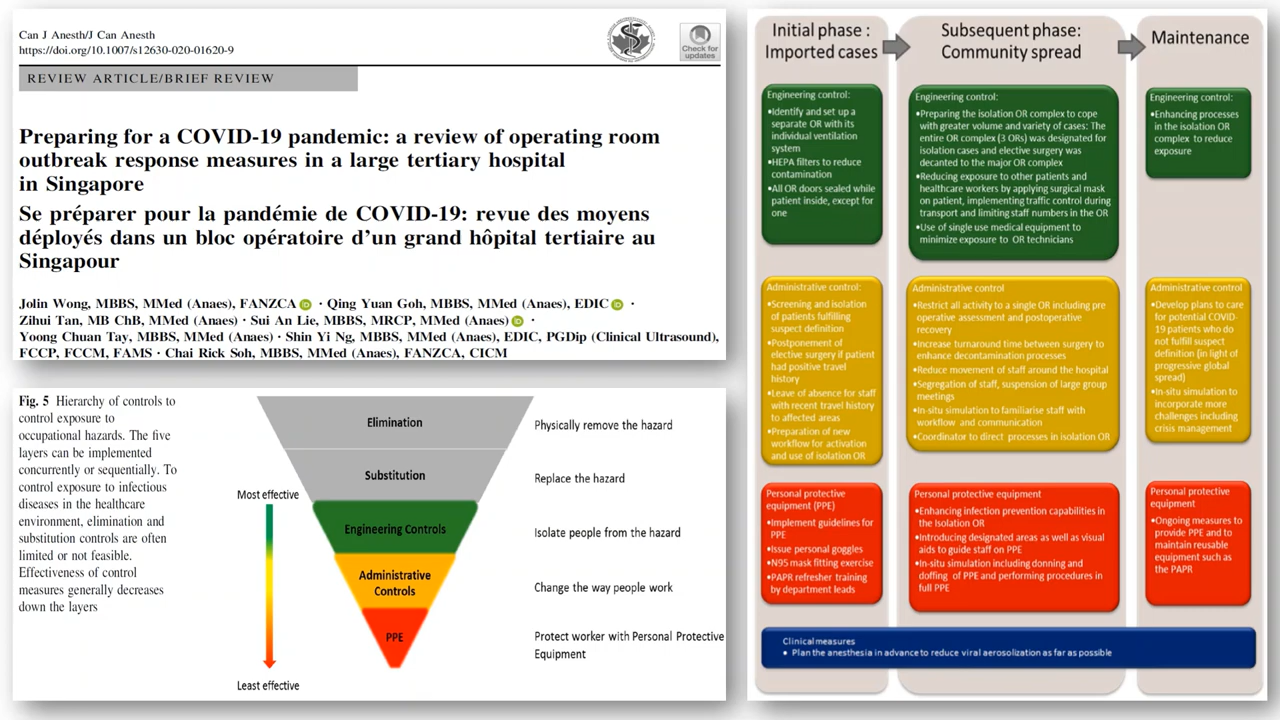 Can J Anesth/J Can Anesth
https://doi.org/10.1007/s12630-020-01620-9
Check for
updates
REVIEW ARTICLE/BRIEF REVIEW
Preparing for a COVID-19 pandemic: a review of operating room
outbreak response measures in a large tertiary hospital
in Singapore
Se préparer pour la pandémie de COVID-19: revue des moyens
déployés dans un bloc opératoire d'un grand hôpital tertiaire au
Singapour
Jolin Wong, MBBS, MMed (Anaes), FANZCA iD · Qing Yuan Goh, MBBS, MMed (Anaes), EDIC iD ·
Zihui Tan, MB ChB, MMed (Anaes) · Sui An Lie, MBBS, MRCP, MMed (Anaes) iD ·
Yoong Chuan Tay, MBBS, MMed (Anaes) · Shin Yi Ng, MBBS, MMed (Anaes), EDIC, PGDip (Clinical Ultrasound),
FCCP, FCCM, FAMS · Chai Rick Soh, MBBS, MMed (Anaes), FANZCA, CICM
Fig. 5 Hierarchy of controls to
control exposure to
occupational hazards. The five
layers can be implemented
concurrently or sequentially. To
control exposure to infectious
diseases in the healthcare
environment, elimination and
substitution controls are often
limited or not feasible.
Effectiveness of control
measures generally decreases
down the layers
Most effective
Least effective
Elimination
Substitution
Engineering Controls
Administrative
Controls
PPE
Physically remove the hazard
Replace the hazard
Isolate people from the hazard
Change the way people work
Protect worker with Personal Protective
Equipment
Initial phase :
Imported cases
Engineering control:
•Identify and set up a
separate OR with its
individual ventilation
system
•HEPA filters to reduce
contamination
•All OR doors sealed while
patient inside, except for
one
Administrative control:
•Screening and isolation
of patients fulfilling
suspect definition
•Postponement of
elective surgery if patient
had positive travel
history
•Leave of absence for staff
with recent travel history
to affected areas
•Preparation of new
workflow for activation
and use of isolation OR
Personal protective
equipment (PPE)
•Implement guidelines for
PPE
•Issue personal goggles
•N95 mask fitting exercise
•PAPR refresher training
by department leads
Subsequent phase:
Community spread
Engineering control:
•Preparing the isolation OR complex to cope
with greater volume and variety of cases: The
entire OR complex (3 ORs) was designated for
isolation cases and elective surgery was
decanted to the major OR complex
•Reducing exposure to other patients and
healthcare workers by applying surgical mask
on patient, implementing traffic control during
transport and limiting staff numbers in the OR
•Use of single use medical equipment to
minimize exposure to OR technicians
Administrative control
•Restrict all activity to a single OR including pre
operative assessment and postoperative
recovery
•Increase turnaround time between surgery to
enhance decontamination processes
•Reduce movement of staff around the hospital
•Segregation of staff, suspension of large group
meetings
•In-situ simulation to familiarise staff with
workflow and communication
•Coordinator to direct processes in isolation OR
Personal protective equipment
•Enhancing infection prevention capabilities in
the Isolation OR
•Introducing designated areas as well as visual
aids to guide staff on PPE
•In-situ simulation including donning and
doffing of PPE and performing procedures in
full PPE
Maintenance
Engineering control:
•Enhancing processes
in the isolation OR
complex to reduce
exposure
Administrative control
•Develop plans to care
for potential COVID-
19 patients who do
not fulfill suspect
definition (in light of
progressive global
spread)
•In-situ simulation to
incorporate more
challenges including
crisis management
Personal protective
equipment
•Ongoing measures to
provide PPE and to
maintain reusable
equipment such as
the PAPR
Clinical measures
• Plan the anesthesia in advance to reduce viral aerosolization as far as possible